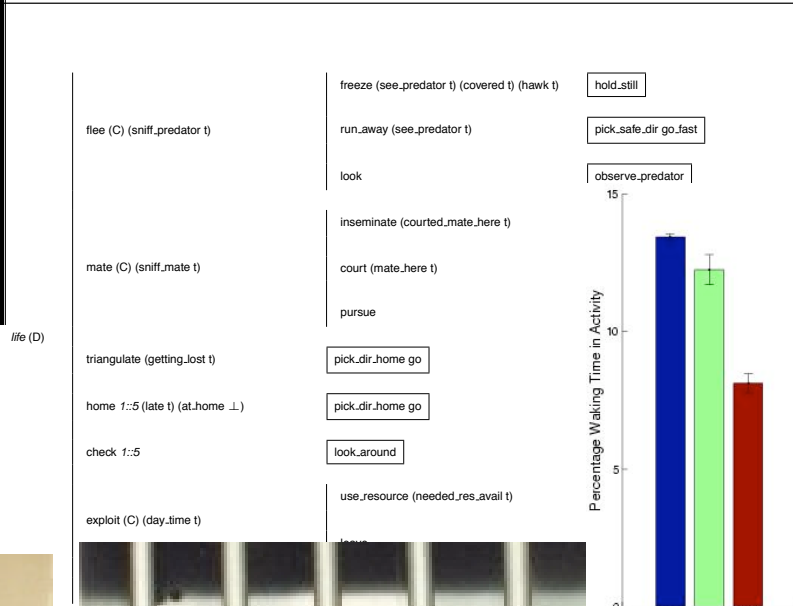 freeze (see_predator t) (covered t) (hawk t) hold_still
flee (C) (sniff_predator t) run_away (see_predator t) pick_safe_dir go_fast
look observe_predator
15
inseminate (courted_mate_here t)
mate (C) (sniff_mate t) court (mate_here t)
pursue
Percentage Waking Time in Activity
10
life (D)
triangulate (getting_lost t) pick_dir_home go
home 1::5 (late t) (at_home ⊥) pick_dir_home go
check 1::5 look_around
5
use_resource (needed_res_avail t)
exploit (C) (day_time t)